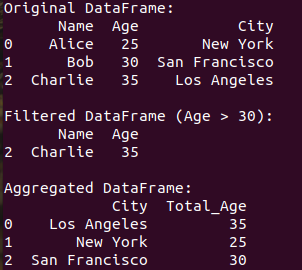 Original DataFrame:
      Name  Age           City
0    Alice   25       New York
1      Bob   30  San Francisco
2  Charlie   35    Los Angeles

Filtered DataFrame (Age > 30):
      Name  Age
2  Charlie   35

Aggregated DataFrame:
            City  Total_Age
0    Los Angeles         35
1       New York         25
2  San Francisco         30